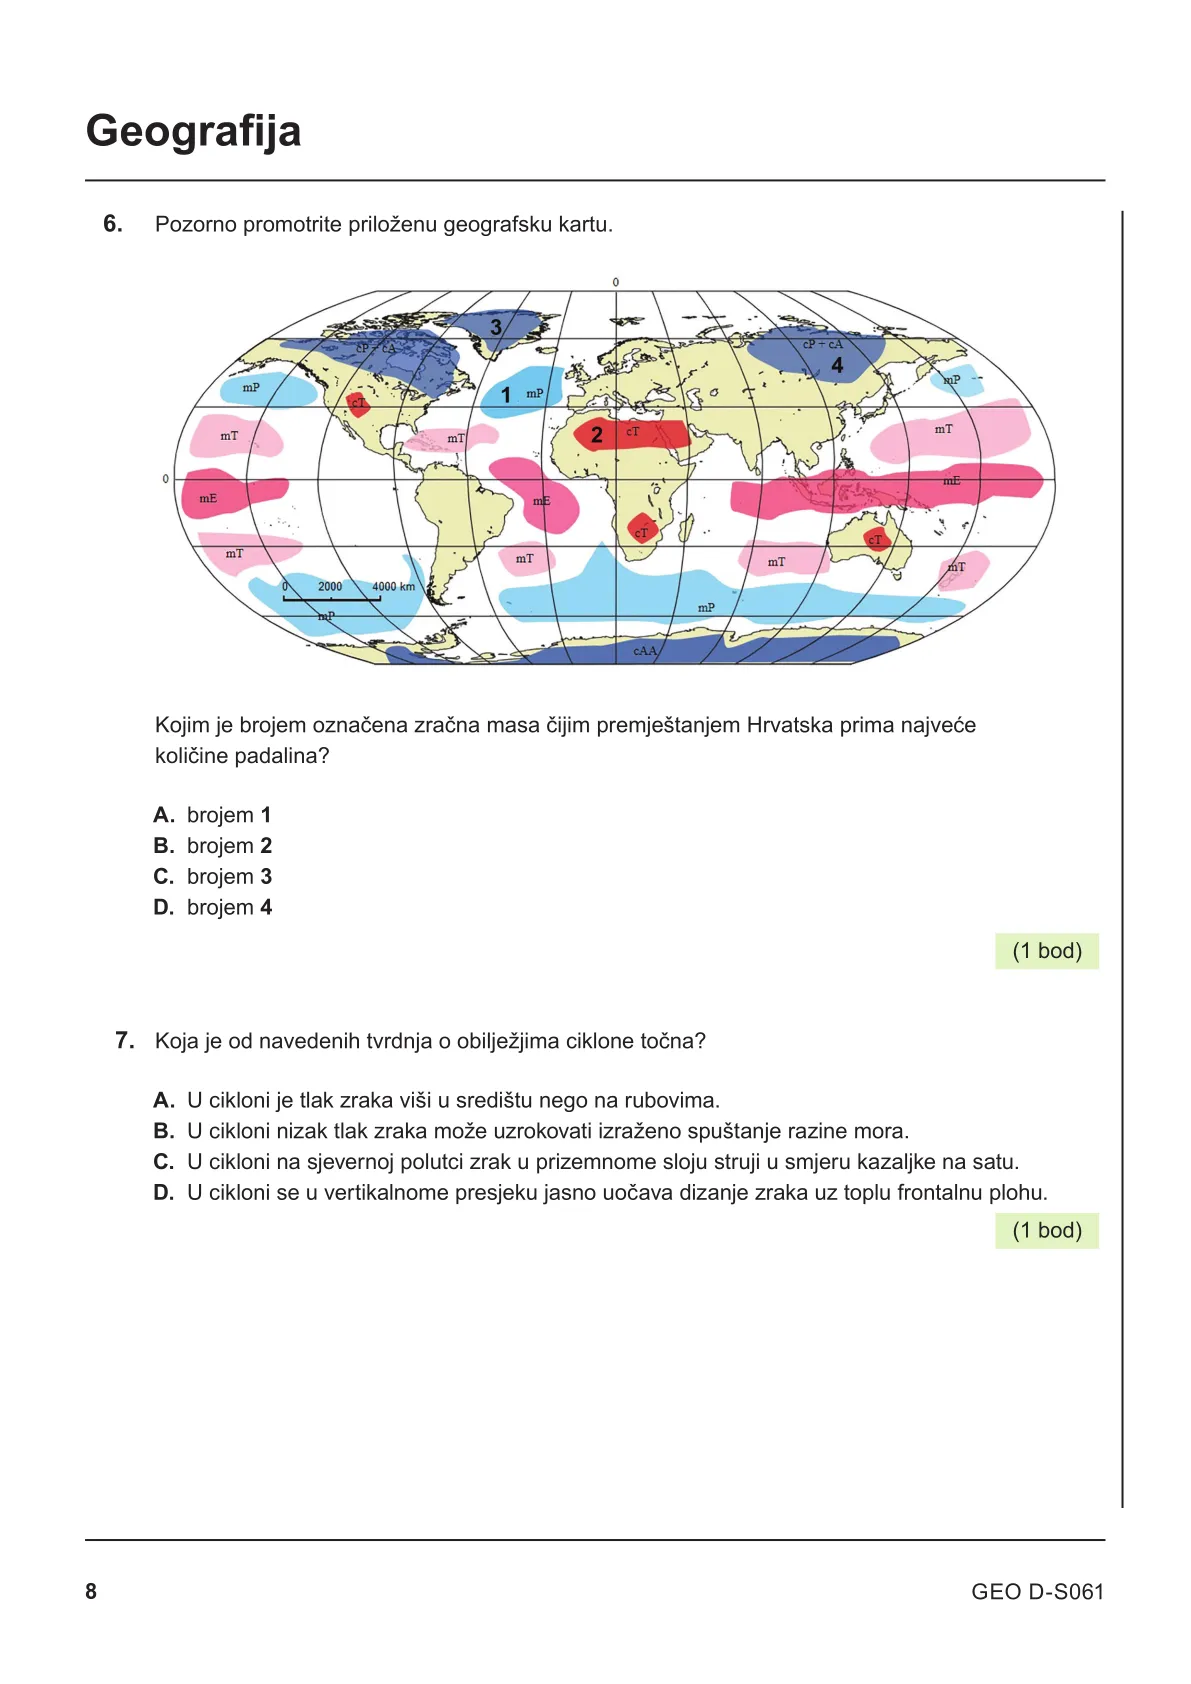 Geografija
6. Pozorno promotrite priloženu geografsku kartu.
0
3
cP + cA
cP + cA
4
mP
1 mP
mP
cT
mT
mT
2 cT
mT
0
mE
mE
mE
cT
cT
mT
mT
mT
mT
0 2000 4000 km
mP
mP
cAA
Kojim je brojem označena zračna masa čijim premještanjem Hrvatska prima najveće
količine padalina?
A. brojem 1
B. brojem 2
C. brojem 3
D. brojem 4
(1 bod)
7. Koja je od navedenih tvrdnja o obilježjima ciklone točna?
A. U cikloni je tlak zraka viši u središtu nego na rubovima.
B. U cikloni nizak tlak zraka može uzrokovati izraženo spuštanje razine mora.
C. U cikloni na sjevernoj polutci zrak u prizemnome sloju struji u smjeru kazaljke na satu.
D. U cikloni se u vertikalnome presjeku jasno uočava dizanje zraka uz toplu frontalnu plohu.
(1 bod)
8
GEO D-S061